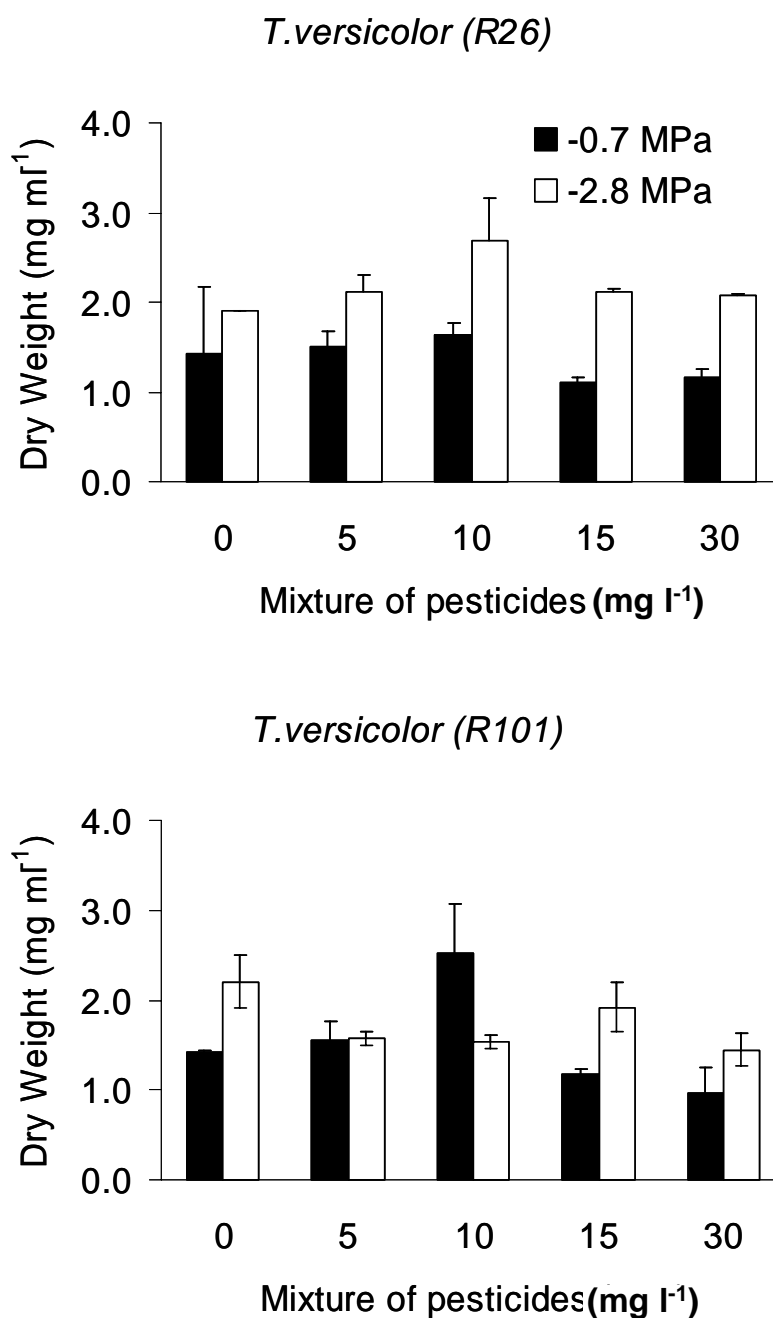 T.versicolor (R26)
Dry Weight (mg ml⁻¹)
4.0
3.0
2.0
1.0
0.0
-0.7 MPa
-2.8 MPa
0 5 10 15 30
Mixture of pesticides (mg l⁻¹)
T.versicolor (R101)
Dry Weight (mg ml⁻¹)
4.0
3.0
2.0
1.0
0.0
0 5 10 15 30
Mixture of pesticides (mg l⁻¹)